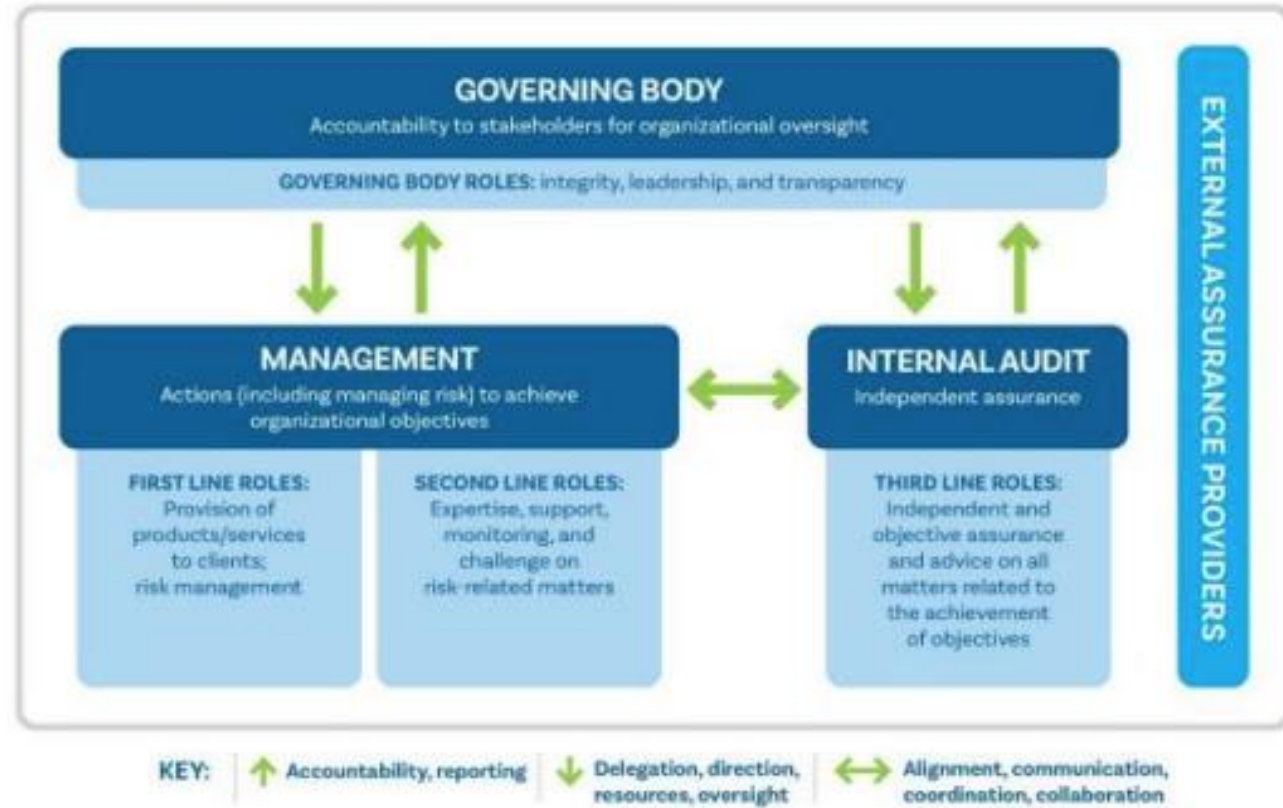 GOVERNING BODY
Accountability to stakeholders for organizational oversight
GOVERNING BODY ROLES: integrity, leadership, and transparency
MANAGEMENT
Actions (including managing risk) to achieve
organizational objectives
FIRST LINE ROLES:
Provision of
products/services
to clients;
risk management
SECOND LINE ROLES:
Expertise, support,
monitoring, and
challenge on
risk-related matters
INTERNAL AUDIT
Independent assurance
THIRD LINE ROLES:
Independent and
objective assurance
and advice on all
matters related to
the achievement
of objectives
EXTERNAL ASSURANCE PROVIDERS
KEY:
Accountability, reporting
Delegation, direction,
resources, oversight
Alignment, communication,
coordination, collaboration